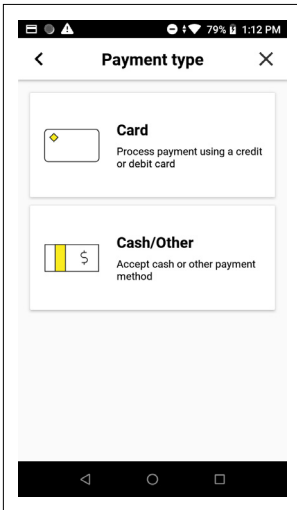 79% 1:12 PM
Payment type
Card
Process payment using a credit
or debit card
$
Cash/Other
Accept cash or other payment
method